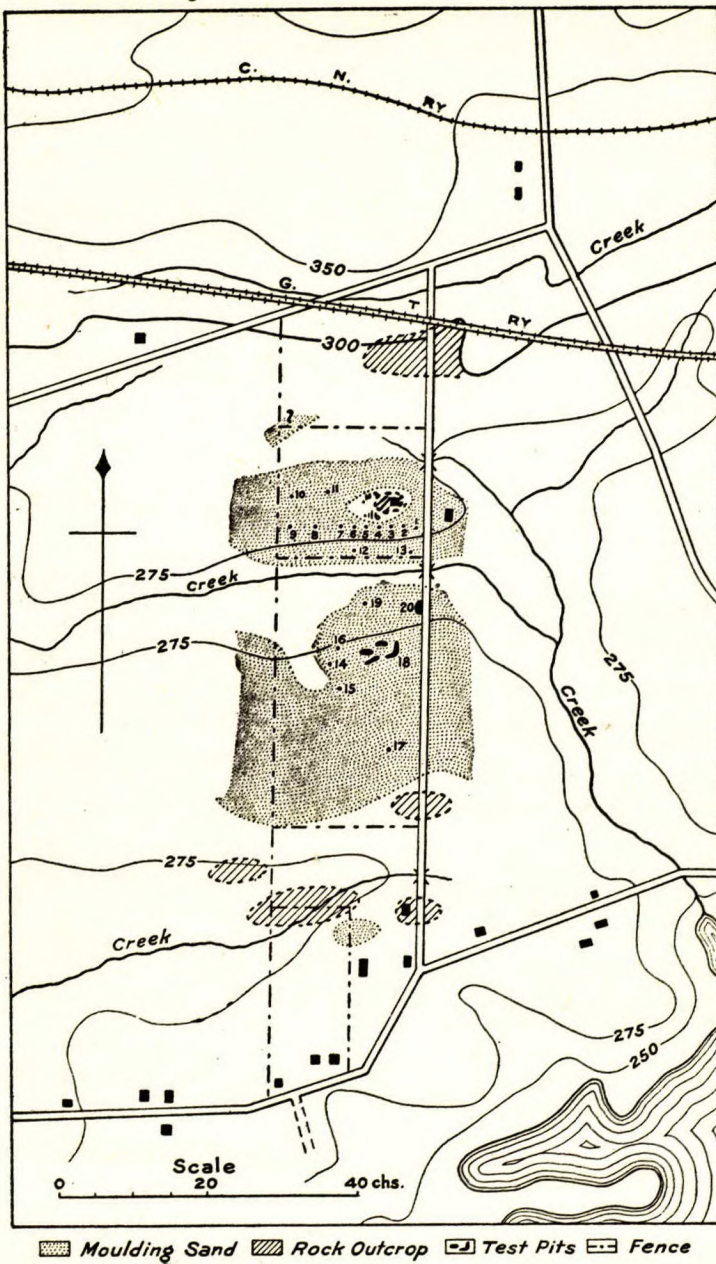 C. N. RY
Creek
350
G. T RY
300
?
10 11
1
9 8 7 6 5 4 3 2
12 13
275
Creek
19 20
275 16
14 18
15
275
Creek
17
275
Creek
275
250
Scale
0 20 40 chs.
Moulding Sand Rock Outcrop Test Pits Fence